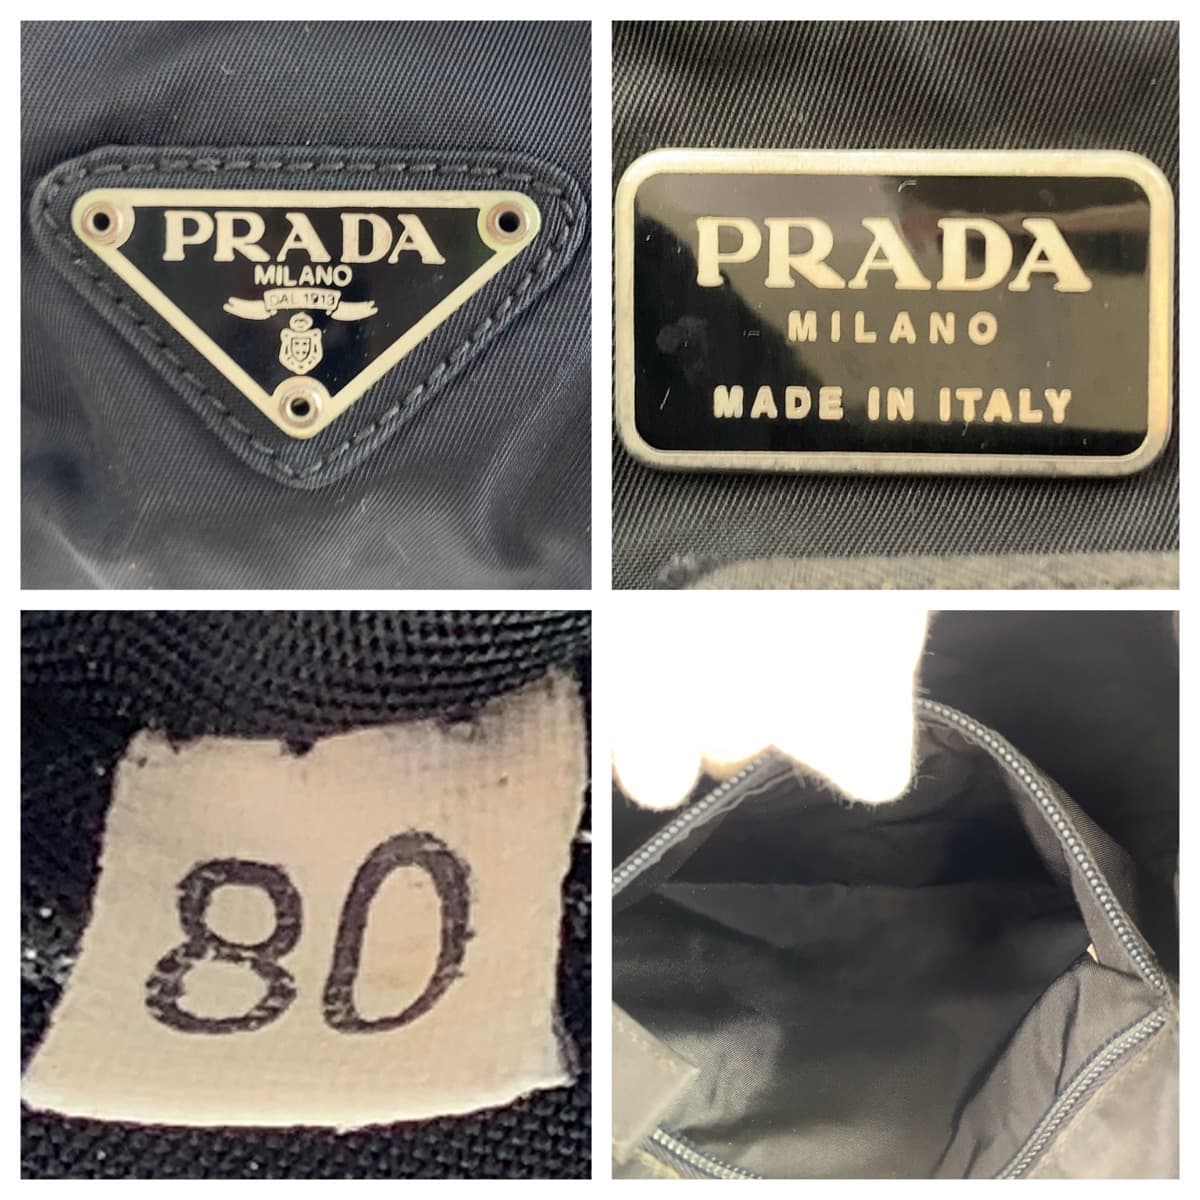 PRADA
MILANO
DAL 1913
PRADA
MILANO
MADE IN ITALY
80